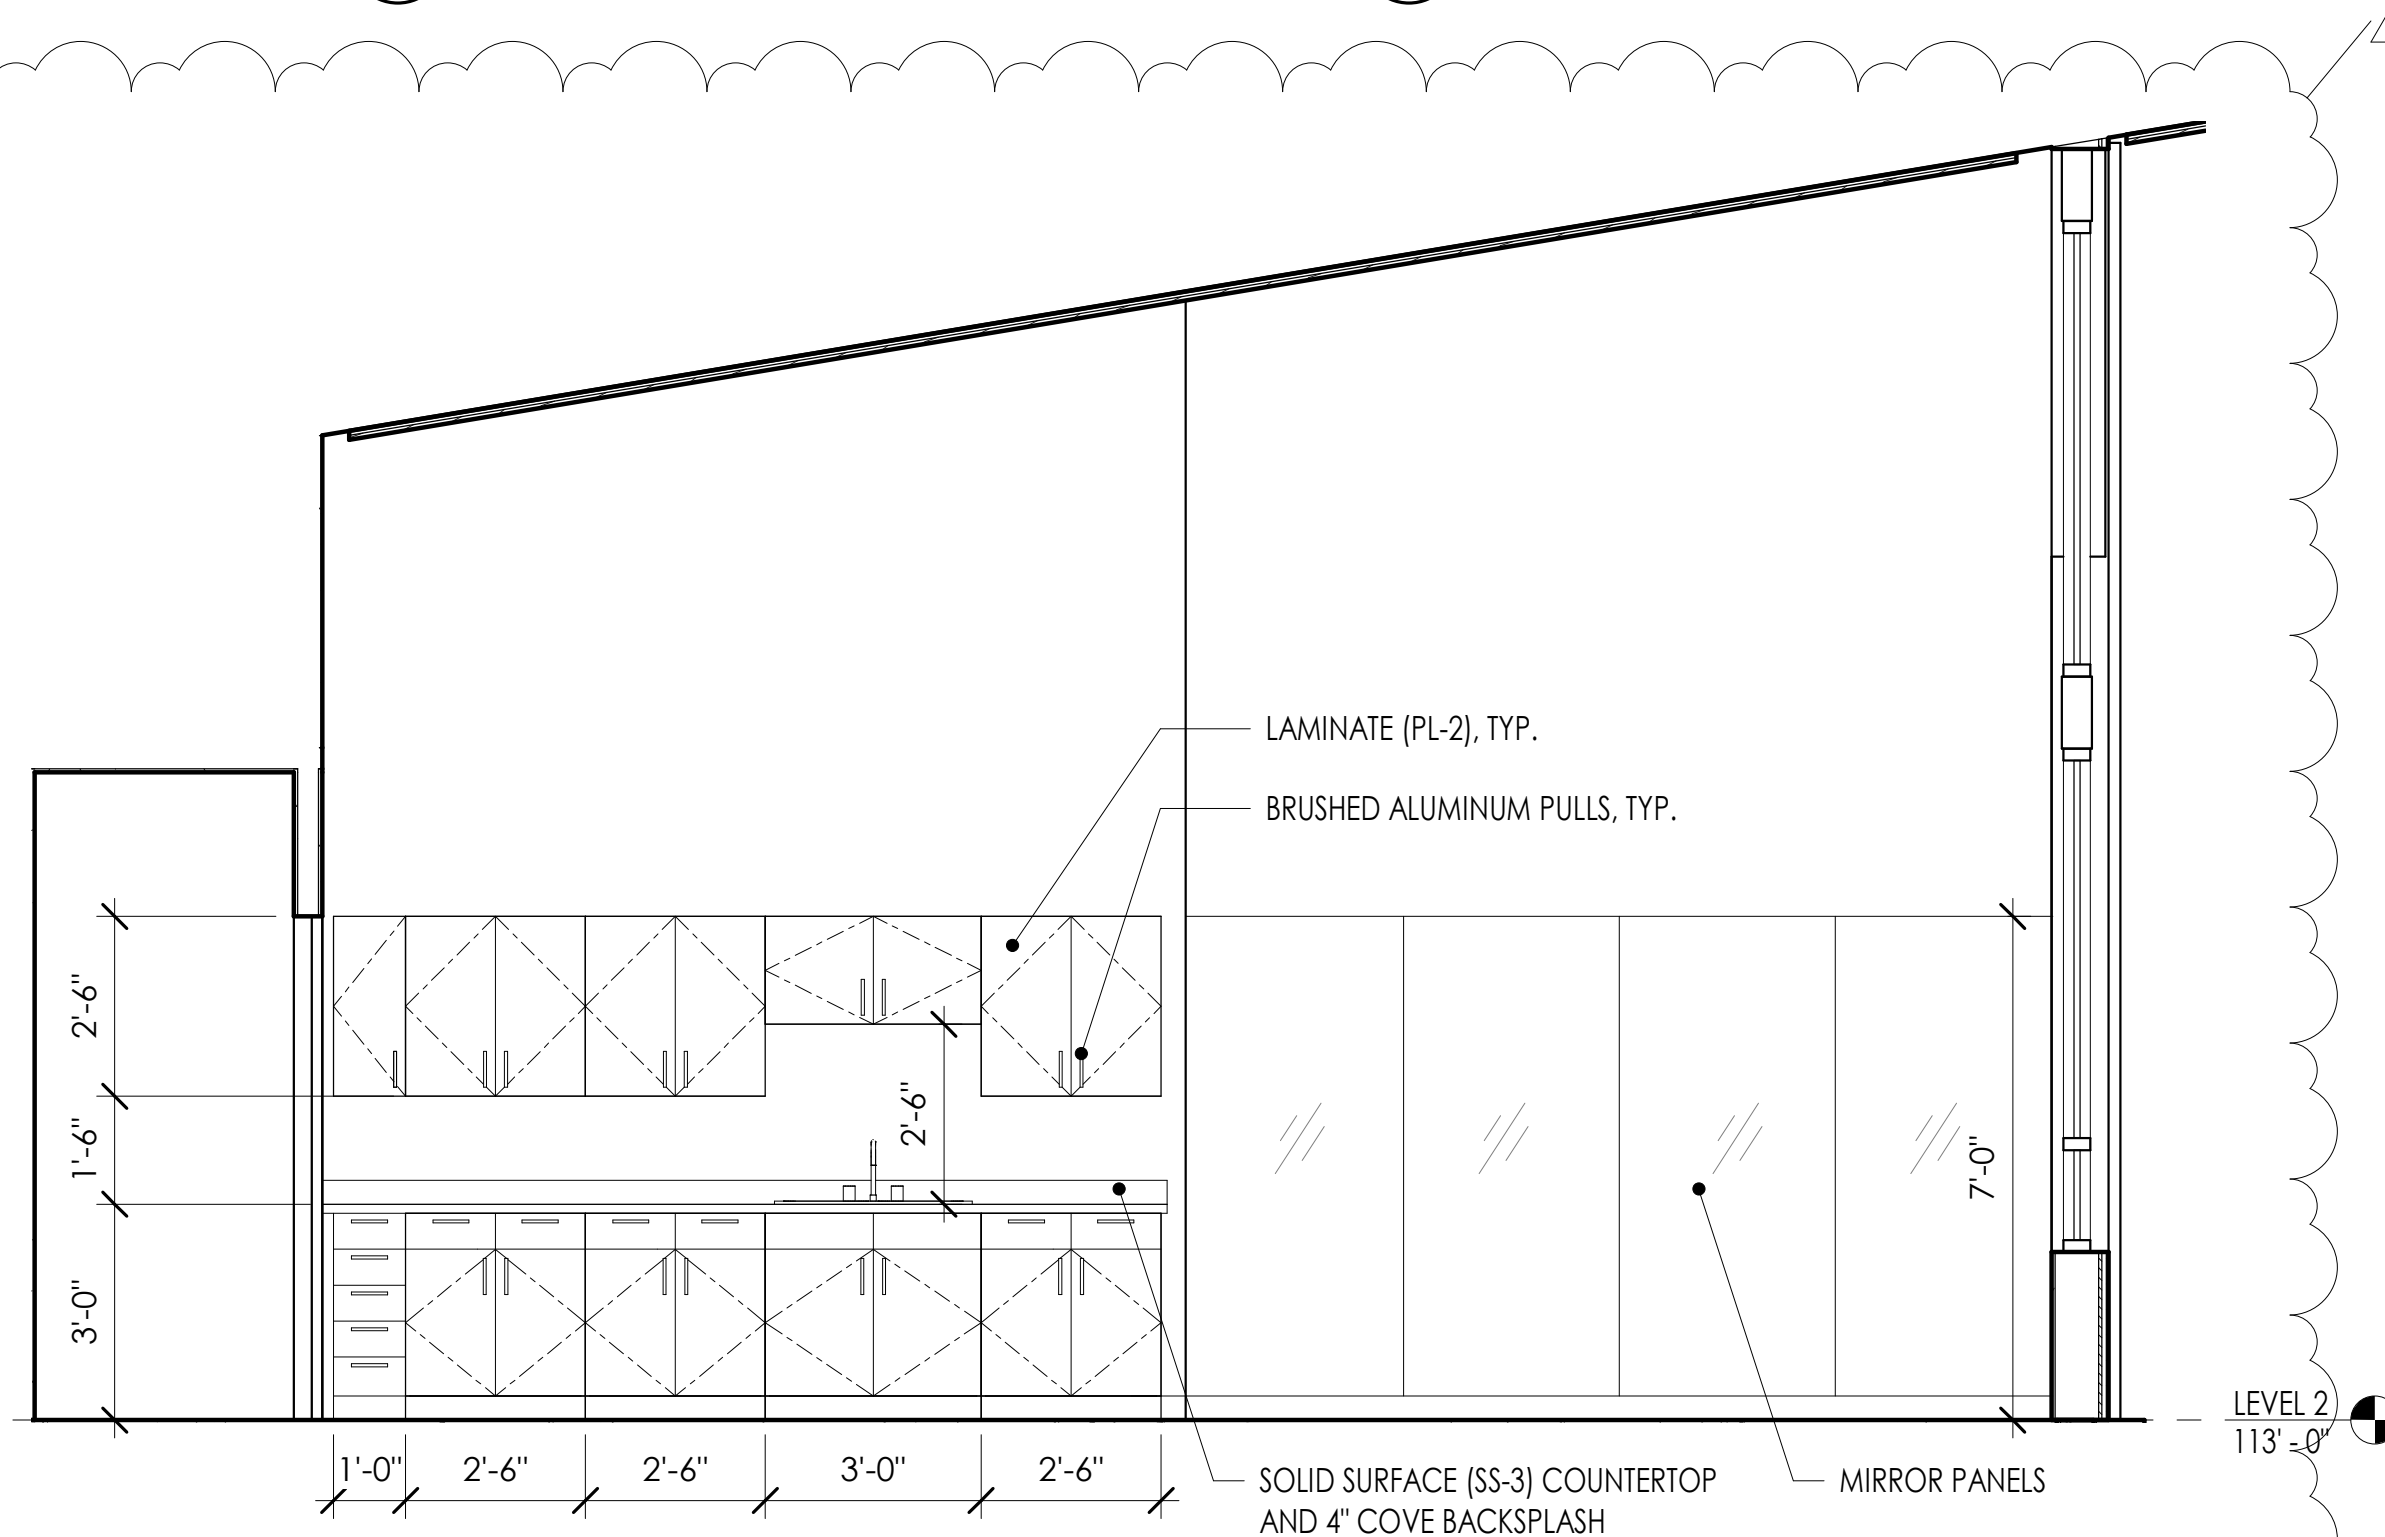 LAMINATE (PL-2), TYP.
BRUSHED ALUMINUM PULLS, TYP.
2'-6"
2'-6"
1'-6"
7'-0"
3'-0"
LEVEL 2
113' - 0"
1'-0"
2'-6"
2'-6"
3'-0"
2'-6"
SOLID SURFACE (SS-3) COUNTERTOP
AND 4" COVE BACKSPLASH
MIRROR PANELS